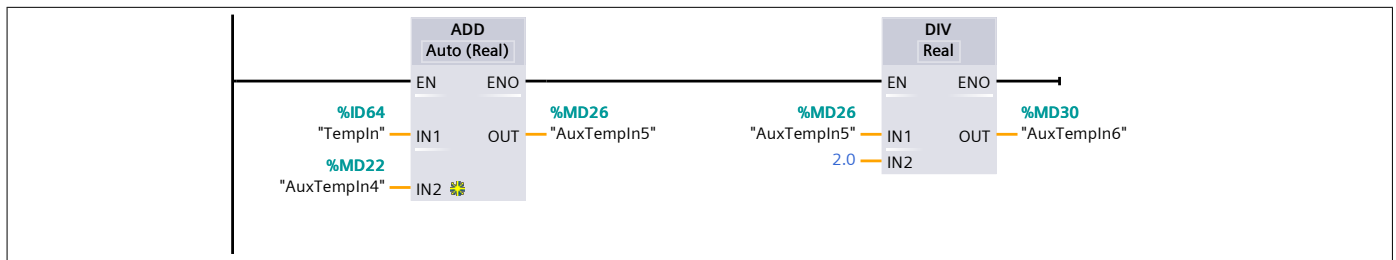 ADD
Auto (Real)
EN ENO
%ID64
"TempIn" IN1
OUT
%MD26
"AuxTempIn5"
%MD22
"AuxTempIn4" IN2
DIV
Real
EN ENO
%MD26
"AuxTempIn5" IN1
OUT
%MD30
"AuxTempIn6"
2.0 IN2